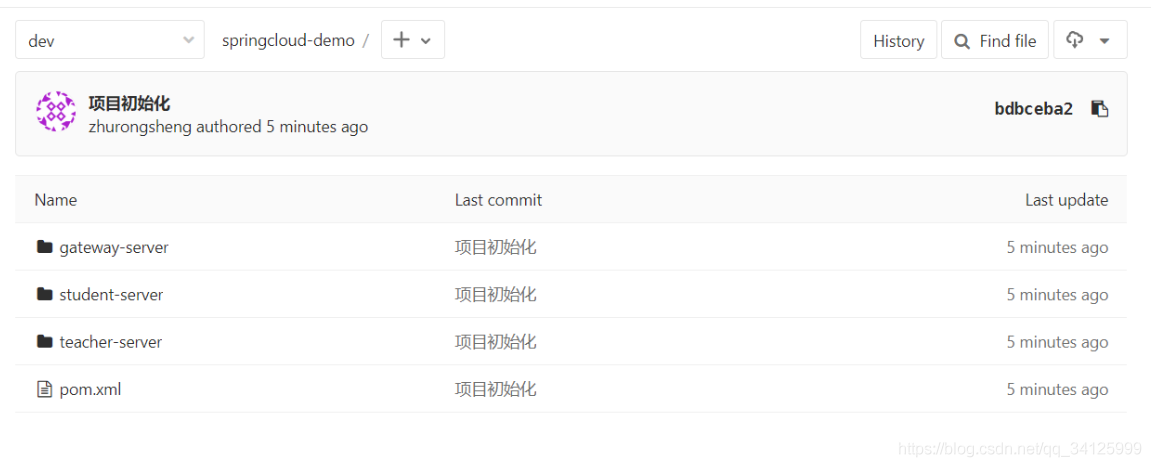 dev springcloud-demo / History Find file
项目初始化
zhurongsheng authored 5 minutes ago bdbceba2
Name Last commit Last update
gateway-server 项目初始化 5 minutes ago
student-server 项目初始化 5 minutes ago
teacher-server 项目初始化 5 minutes ago
pom.xml 项目初始化 5 minutes ago
https://blog.csdn.net/qq_34125999